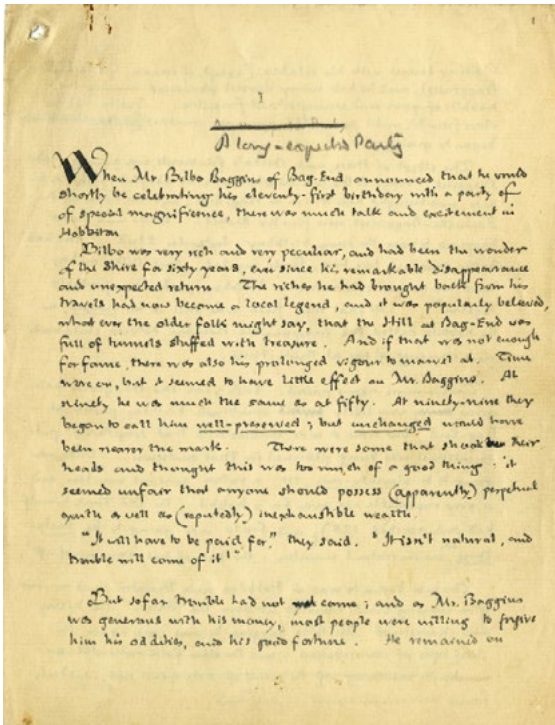 1
A long-expected Party
When Mr Bilbo Baggins of Bag-End announced that he would
shortly be celebrating his eleventy-first birthday with a party of
of special magnificence, there was much talk and excitement in
Hobbiton
Bilbo was very rich and very peculiar, and had been the wonder
of the Shire for sixty years, ever since his remarkable disappearance
and unexpected return The riches he had brought back from his
travels had now become a local legend, and it was popularly believed,
whatever the older folk might say, that the Hill at Bag-End was
full of tunnels stuffed with treasure. And if that was not enough
for fame, there was also his prolonged vigour to marvel at. Time
wore on, but it seemed to have little effect on Mr. Baggins. At
ninety he was much the same as at fifty. At ninety-nine they
began to call him well-preserved; but unchanged would have
been nearer the mark. There were some that shook their
heads and thought this was too much of a good thing: it
seemed unfair that anyone should possess (apparently) perpetual
youth as well as (reputedly) inexhaustible wealth.
"It will have to be paid for," they said. "It isn't natural, and
trouble will come of it!"
But so far trouble had not come; and as Mr. Baggins
was generous with his money, most people were willing to forgive
him his oddities, and his good fortune. He remained on